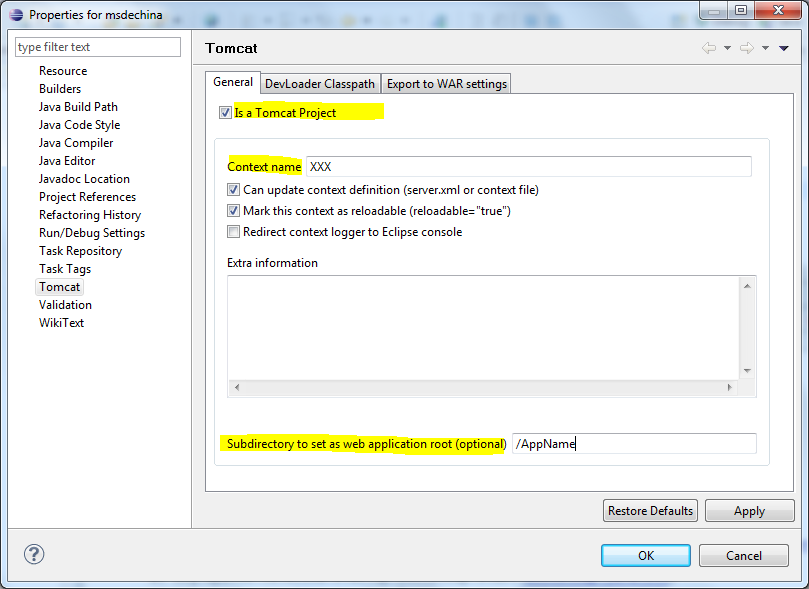 Properties for msdechina
type filter text
Resource
Builders
Java Build Path
Java Code Style
Java Compiler
Java Editor
Javadoc Location
Project References
Refactoring History
Run/Debug Settings
Task Repository
Task Tags
Tomcat
Validation
WikiText
Tomcat
General DevLoader Classpath Export to WAR settings
Is a Tomcat Project
Context name XXX
Can update context definition (server.xml or context file)
Mark this context as reloadable (reloadable="true")
Redirect context logger to Eclipse console
Extra information
Subdirectory to set as web application root (optional) /AppName
Restore Defaults Apply
? OK Cancel